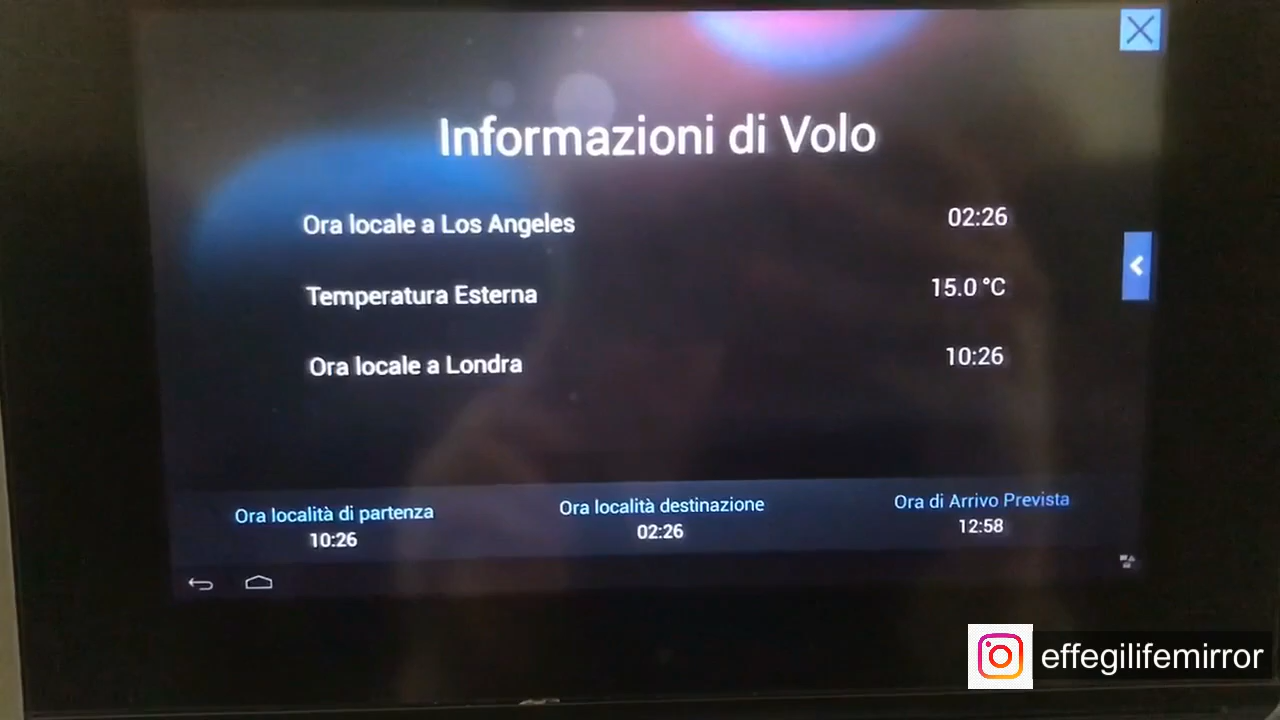 Informazioni di Volo
Ora locale a Los Angeles 02:26
Temperatura Esterna 15.0 °C
Ora locale a Londra 10:26
Ora località di partenza Ora località destinazione Ora di Arrivo Prevista
10:26 02:26 12:58
effegilifemirror